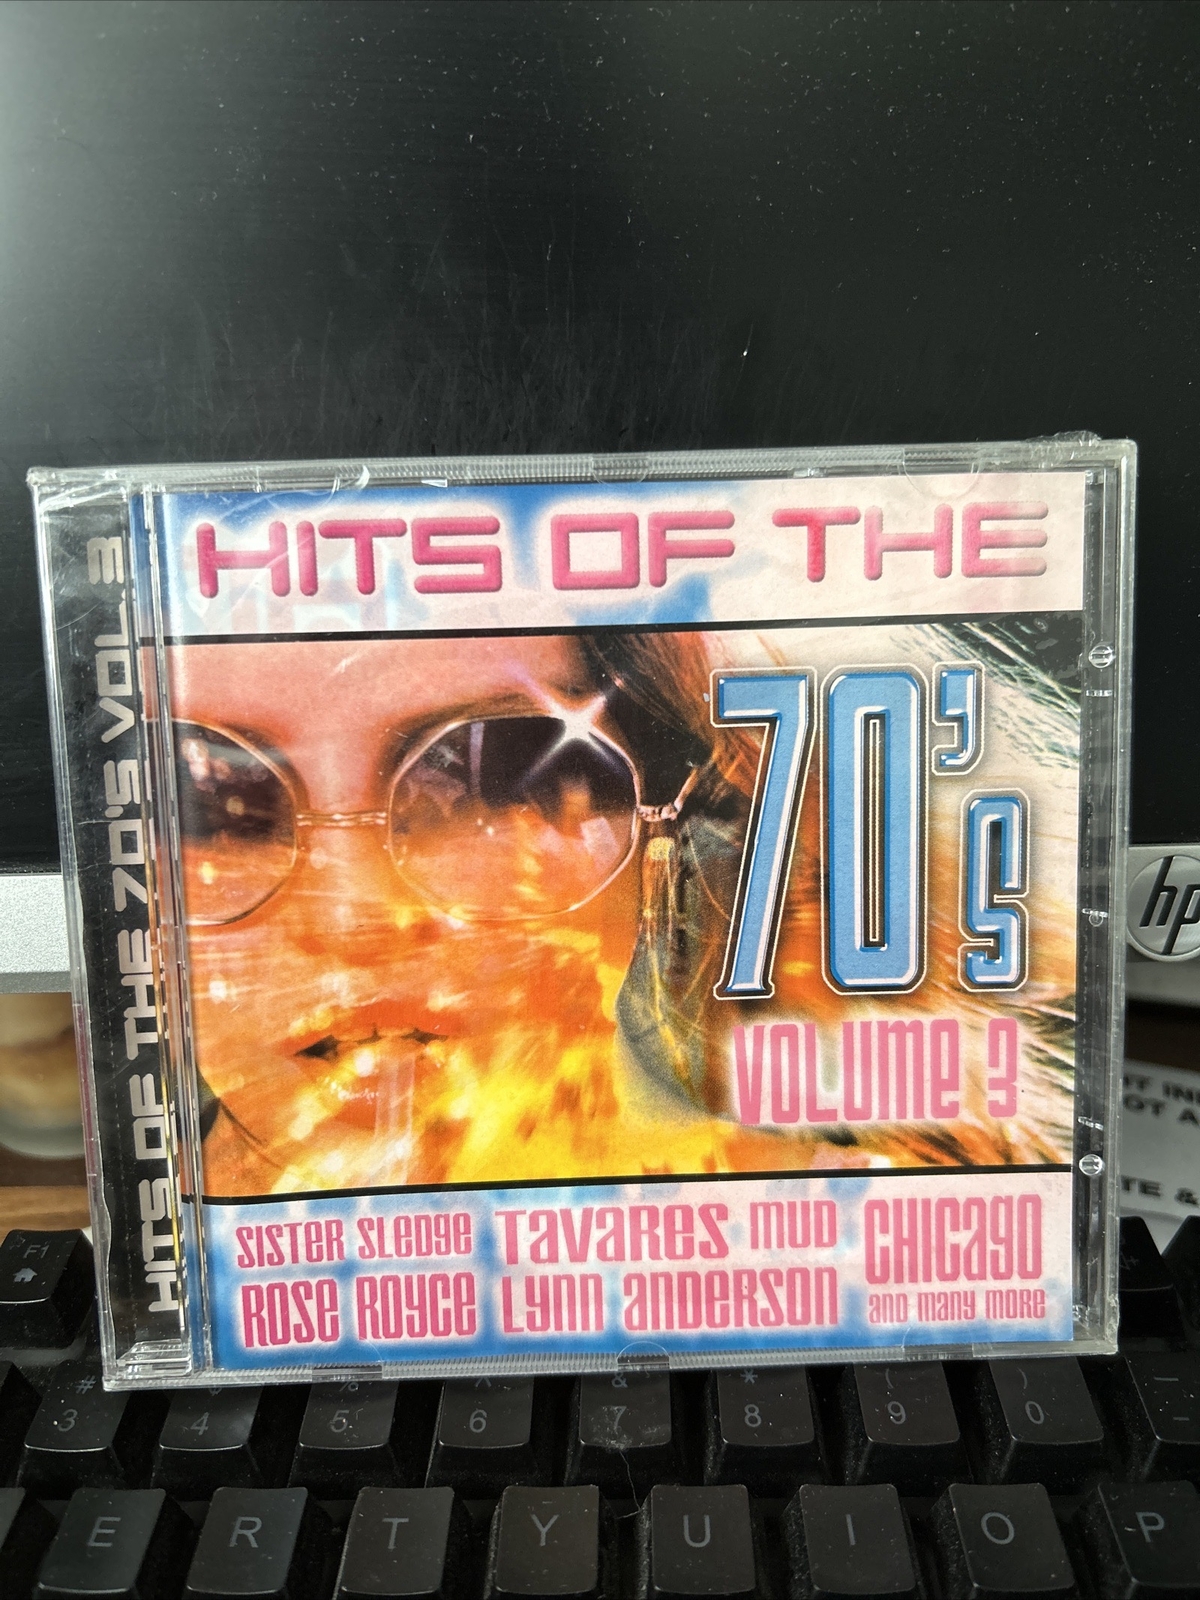 HITS OF THE
70's
VOLUME 3
SISTER SLEDGE TAVARES MUD CHICAGO
ROSE ROYCE LYNN ANDERSON AND MANY MORE
HITS OF THE 70'S VOL. 3
hp
F1
# 3 4 % 5 ^ 6 & 7 * 8 ( 9 ) 0
E R T Y U I O P